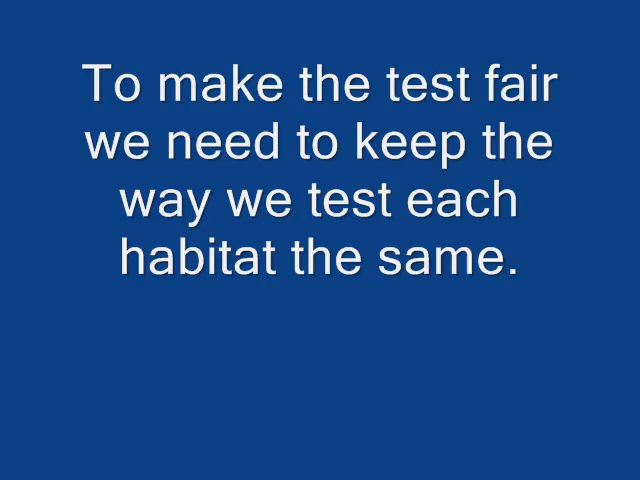 To make the test fair
we need to keep the
way we test each
habitat the same.